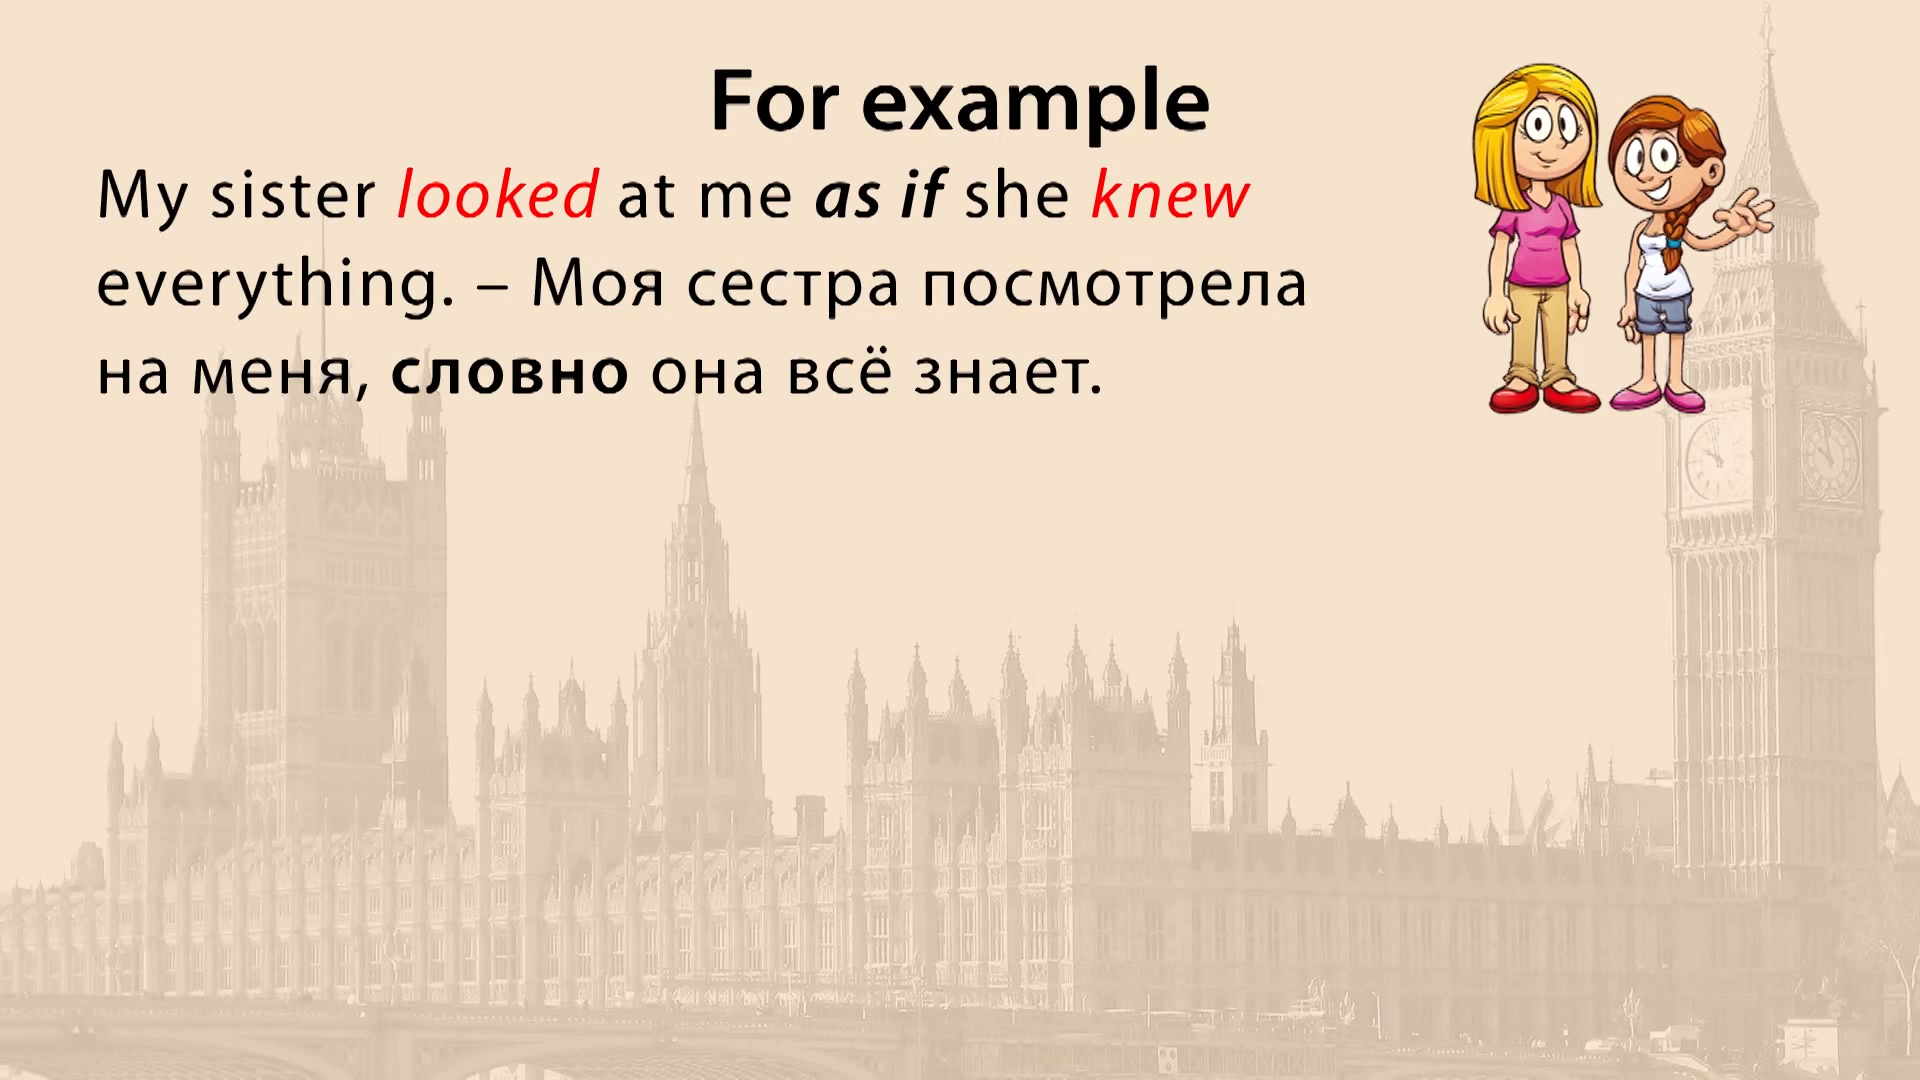 For example
My sister looked at me as if she knew
everything. – Моя сестра посмотрела
на меня, словно она всё знает.